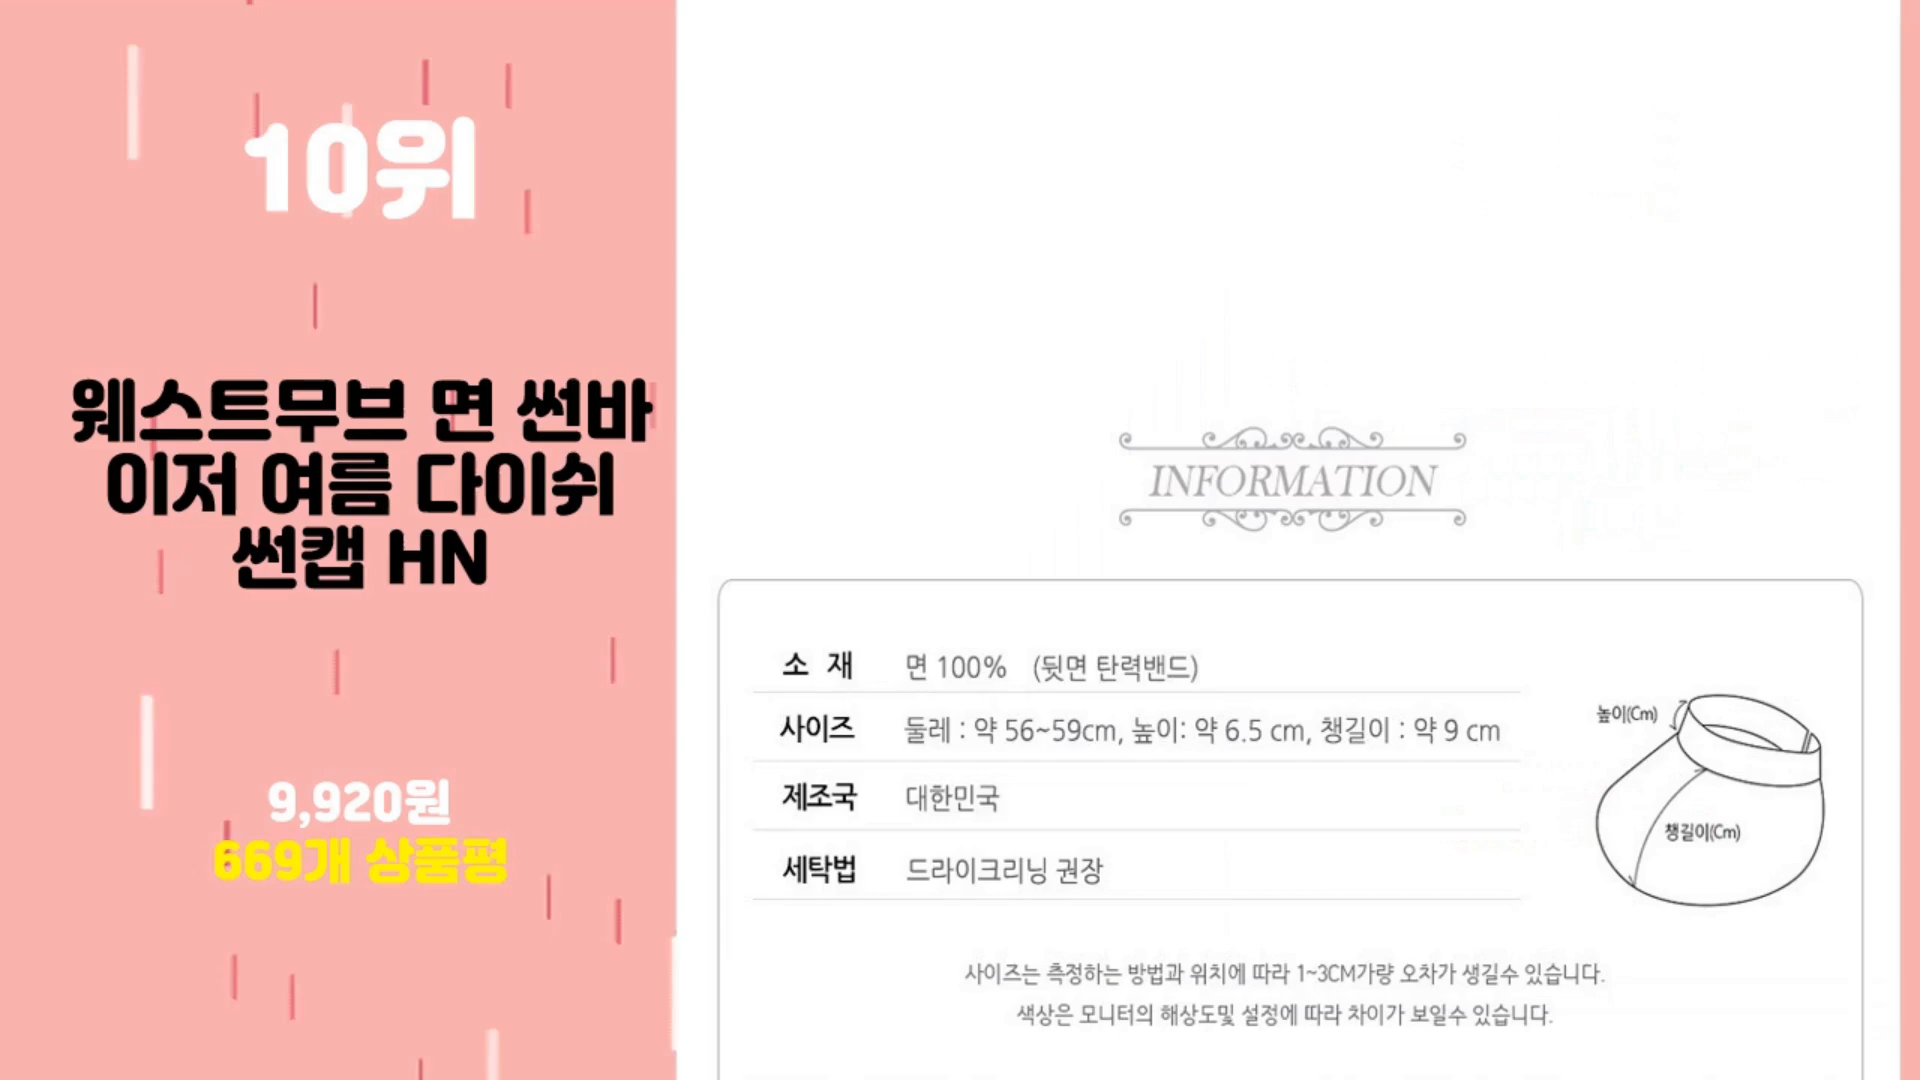 10위
웨스트무브 면 썬바
이저 여름 다이쉬
썬캡 HN
9,920원
669개 상품평
INFORMATION
소 재 면 100% (뒷면 탄력밴드)
사이즈 둘레 : 약 56~59cm, 높이: 약 6.5 cm, 챙길이 : 약 9 cm
제조국 대한민국
세탁법 드라이크리닝 권장
높이(Cm)
챙길이(Cm)
사이즈는 측정하는 방법과 위치에 따라 1~3CM가량 오차가 생길수 있습니다.
색상은 모니터의 해상도및 설정에 따라 차이가 보일수 있습니다.